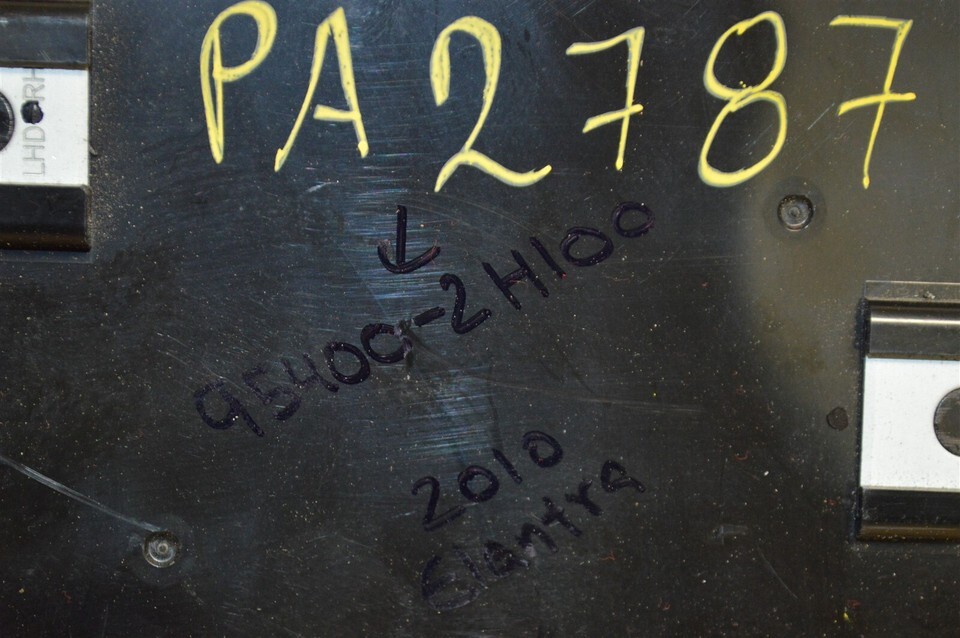 PA2787
LHD RH
95400-2H100
2010
Elantra